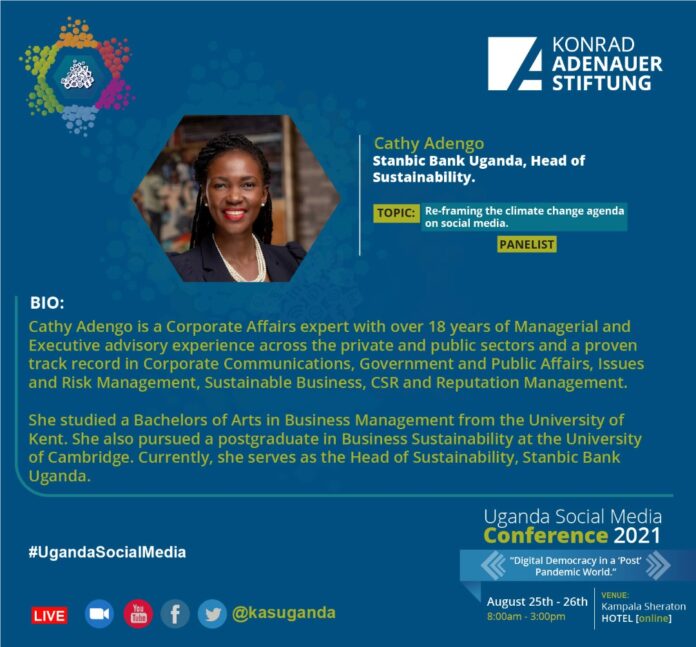 KONRAD
ADENAUER
STIFTUNG
Cathy Adengo
Stanbic Bank Uganda, Head of
Sustainability.
TOPIC: Re-framing the climate change agenda
on social media.
PANELIST
BIO:
Cathy Adengo is a Corporate Affairs expert with over 18 years of Managerial and
Executive advisory experience across the private and public sectors and a proven
track record in Corporate Communications, Government and Public Affairs, Issues
and Risk Management, Sustainable Business, CSR and Reputation Management.
She studied a Bachelors of Arts in Business Management from the University of
Kent. She also pursued a postgraduate in Business Sustainability at the University
of Cambridge. Currently, she serves as the Head of Sustainability, Stanbic Bank
Uganda.
#UgandaSocialMedia
LIVE
You
Tube
@kasuganda
Uganda Social Media
Conference 2021
“Digital Democracy in a ‘Post’
Pandemic World.”
August 25th - 26th
8:00am - 3:00pm
VENUE:
Kampala Sheraton
HOTEL [online]